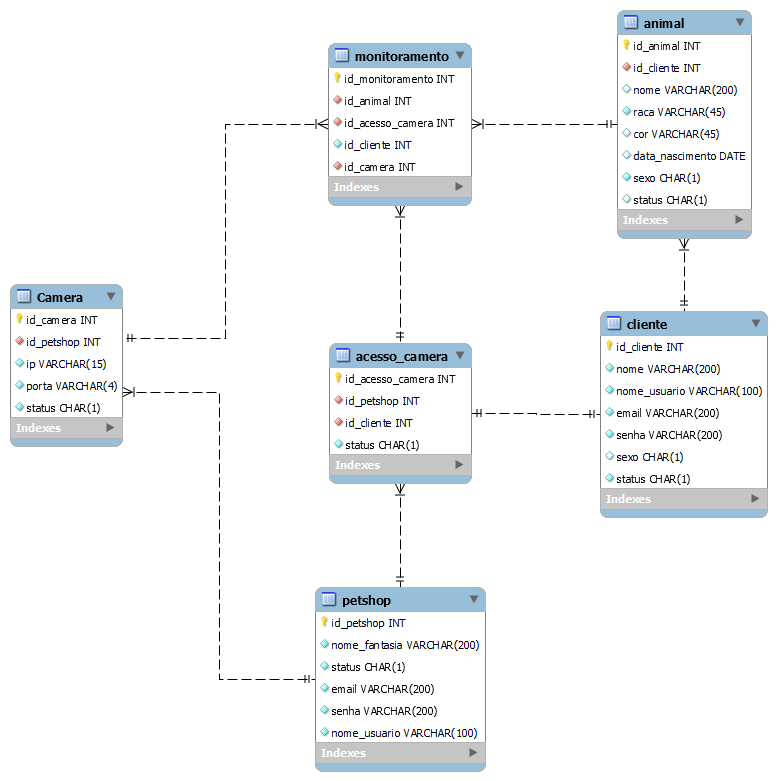 animal
id_animal INT
id_cliente INT
nome VARCHAR(200)
raca VARCHAR(45)
cor VARCHAR(45)
data_nascimento DATE
sexo CHAR(1)
status CHAR(1)
Indexes
monitoramento
id_monitoramento INT
id_animal INT
id_acesso_camera INT
id_cliente INT
id_camera INT
Indexes
Camera
id_camera INT
id_petshop INT
ip VARCHAR(15)
porta VARCHAR(4)
status CHAR(1)
Indexes
acesso_camera
id_acesso_camera INT
id_petshop INT
id_cliente INT
status CHAR(1)
Indexes
cliente
id_cliente INT
nome VARCHAR(200)
nome_usuario VARCHAR(100)
email VARCHAR(200)
senha VARCHAR(200)
sexo CHAR(1)
status CHAR(1)
Indexes
petshop
id_petshop INT
nome_fantasia VARCHAR(200)
status CHAR(1)
email VARCHAR(200)
senha VARCHAR(200)
nome_usuario VARCHAR(100)
Indexes